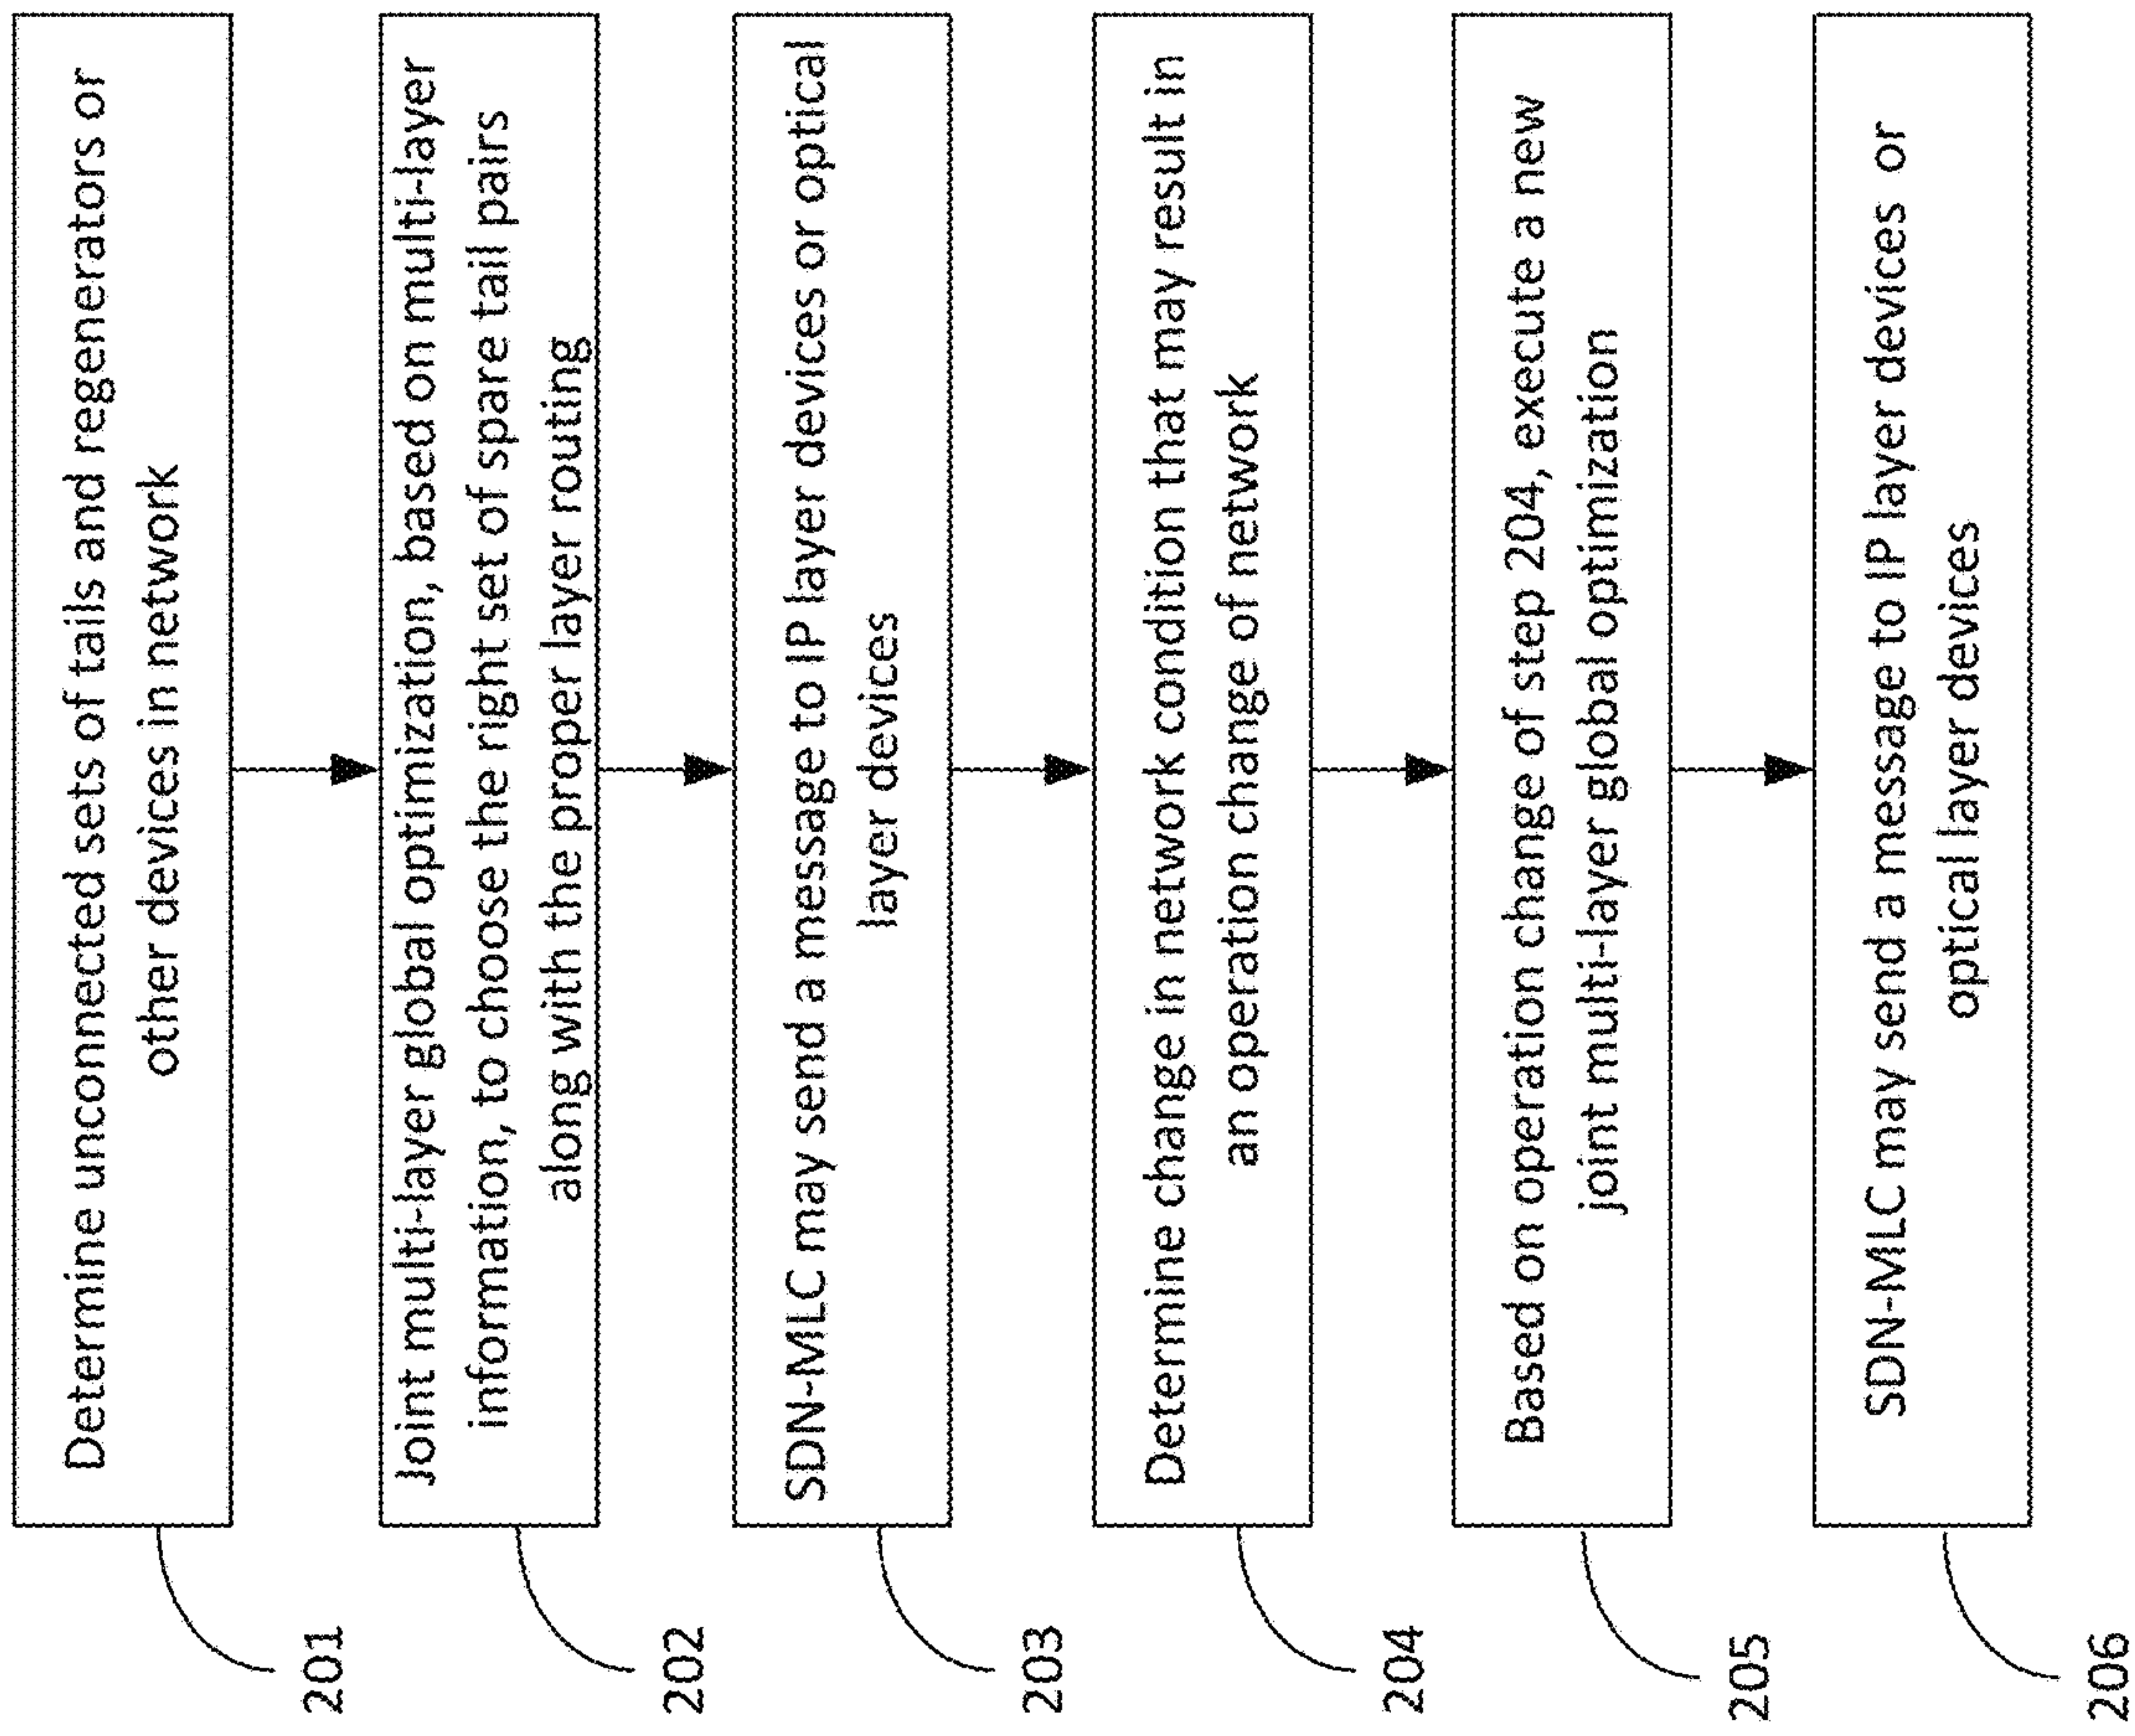 201
Determine unconnected sets of tails and regenerators or
other devices in network
202
Joint multi-layer global optimization, based on multi-layer
information, to choose the right set of spare tail pairs
along with the proper layer routing
203
SDN-MLC may send a message to IP layer devices or optical
layer devices
204
Determine change in network condition that may result in
an operation change of network
205
Based on operation change of step 204, execute a new
joint multi-layer global optimization
206
SDN-MLC may send a message to IP layer devices or
optical layer devices